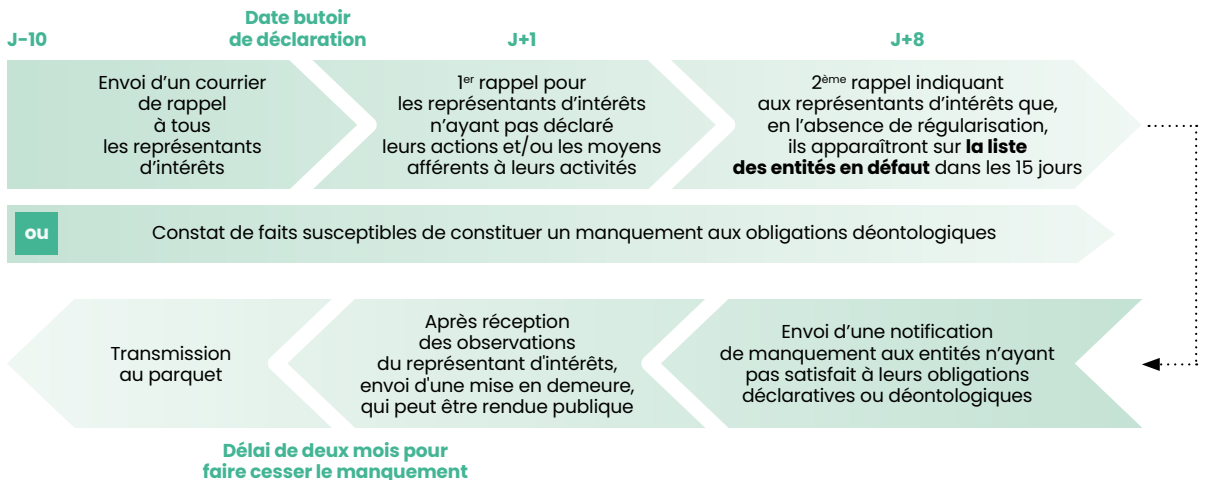 J-10
Date butoir
de déclaration
J+1
J+8
Envoi d'un courrier
de rappel
à tous
les représentants
d'intérêts
1er rappel pour
les représentants d'intérêts
n'ayant pas déclaré
leurs actions et/ou les moyens
afférents à leurs activités
2ème rappel indiquant
aux représentants d'intérêts que,
en l'absence de régularisation,
ils apparaîtront sur la liste
des entités en défaut dans les 15 jours
ou
Constat de faits susceptibles de constituer un manquement aux obligations déontologiques
Envoi d'une notification
de manquement aux entités n'ayant
pas satisfait à leurs obligations
déclaratives ou déontologiques
Après réception
des observations
du représentant d'intérêts,
envoi d'une mise en demeure,
qui peut être rendue publique
Transmission
au parquet
Délai de deux mois pour
faire cesser le manquement